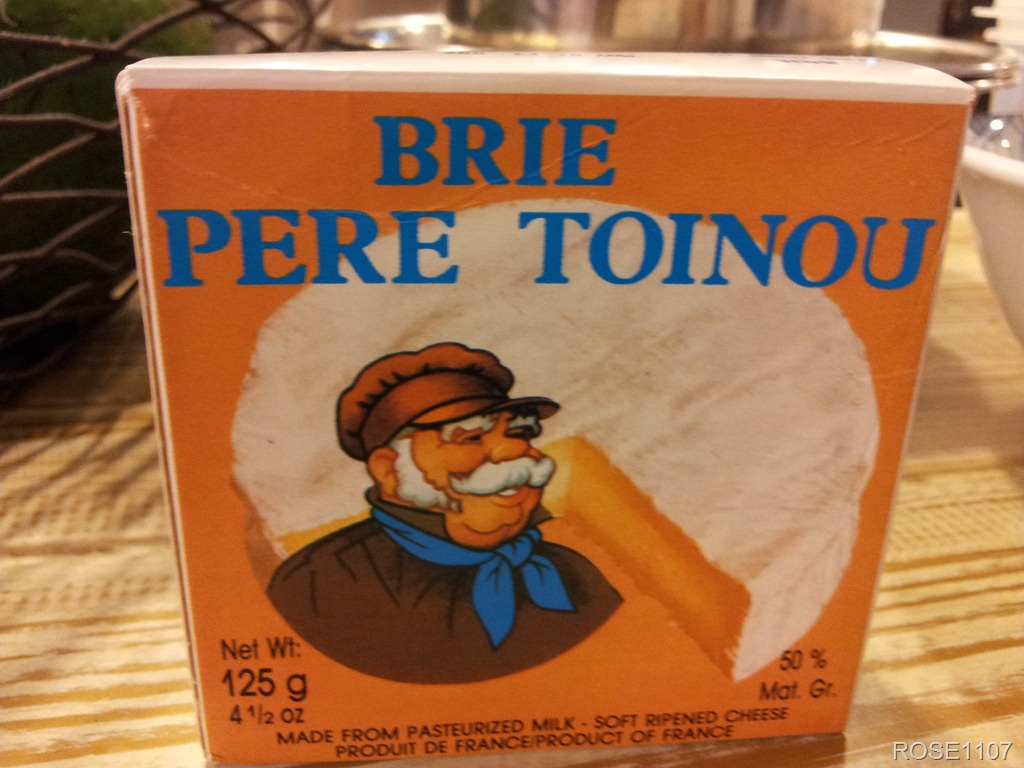 BRIE
PERE TOINOU
Net Wt:
125 g
4 1/2 oz
50 %
Mat. Gr.
MADE FROM PASTEURIZED MILK - SOFT RIPENED CHEESE
PRODUIT DE FRANCE/PRODUCT OF FRANCE
ROSE1107